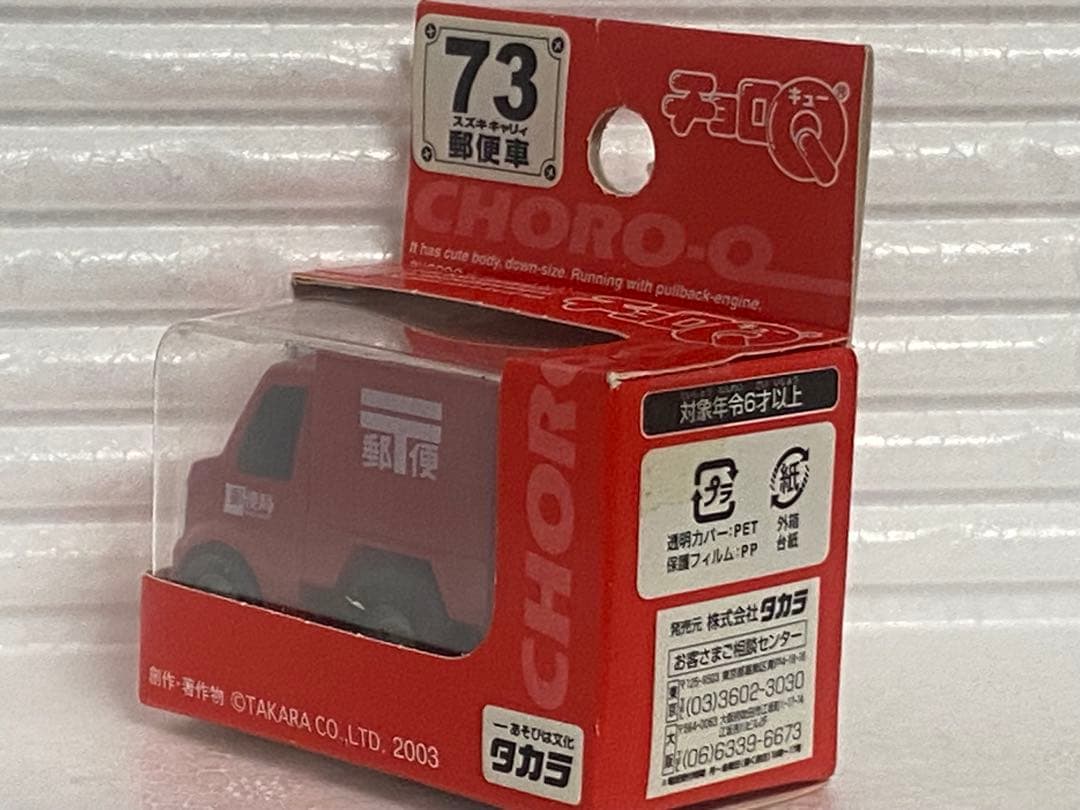 73
スズキキャリィ
郵便車
チョロQ
キュー
®
CHORO-Q
It has cute body, down-size. Running with pullback-engine.
チョロQ
キュー
CHORO
郵便
対象年令6才以上
プラ
紙
透明カバー:PET
保護フィルム:PP
外箱
台紙
発売元 株式会社 タカラ
お客さまご相談センター
東京
(03)3602-3030
大阪
(06)6339-6673
創作・著作物 ©TAKARA CO.,LTD. 2003
ーあそびは文化
タカラ